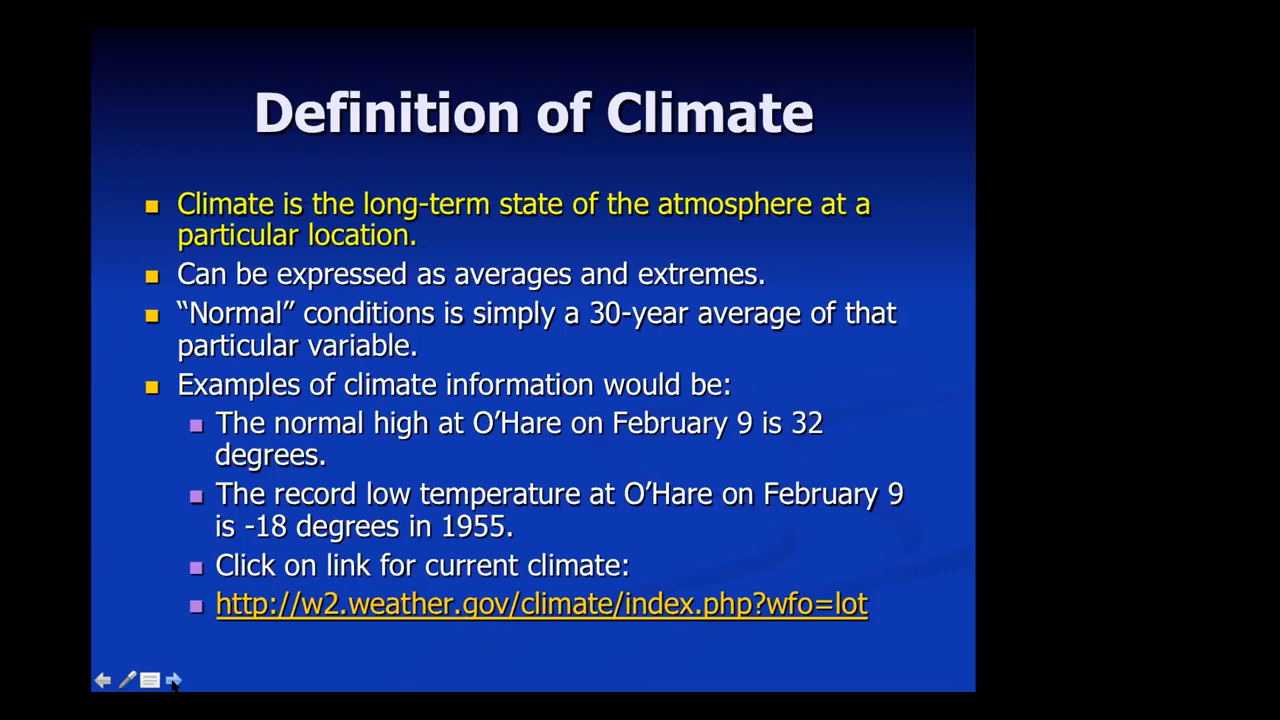 Definition of Climate
Climate is the long-term state of the atmosphere at a
particular location.
Can be expressed as averages and extremes.
“Normal” conditions is simply a 30-year average of that
particular variable.
Examples of climate information would be:
The normal high at O’Hare on February 9 is 32
degrees.
The record low temperature at O’Hare on February 9
is -18 degrees in 1955.
Click on link for current climate:
http://w2.weather.gov/climate/index.php?wfo=lot